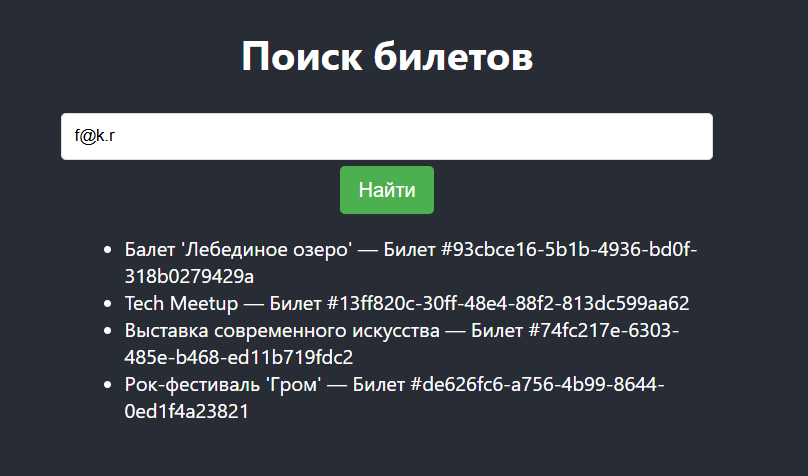 Поиск билетов
f@k.r
Найти
Балет 'Лебединое озеро' — Билет #93cbce16-5b1b-4936-bd0f-
318b0279429a
Tech Meetup — Билет #13ff820c-30ff-48e4-88f2-813dc599aa62
Выставка современного искусства — Билет #74fc217e-6303-
485e-b468-ed11b719fdc2
Рок-фестиваль 'Гром' — Билет #de626fc6-a756-4b99-8644-
0ed1f4a23821